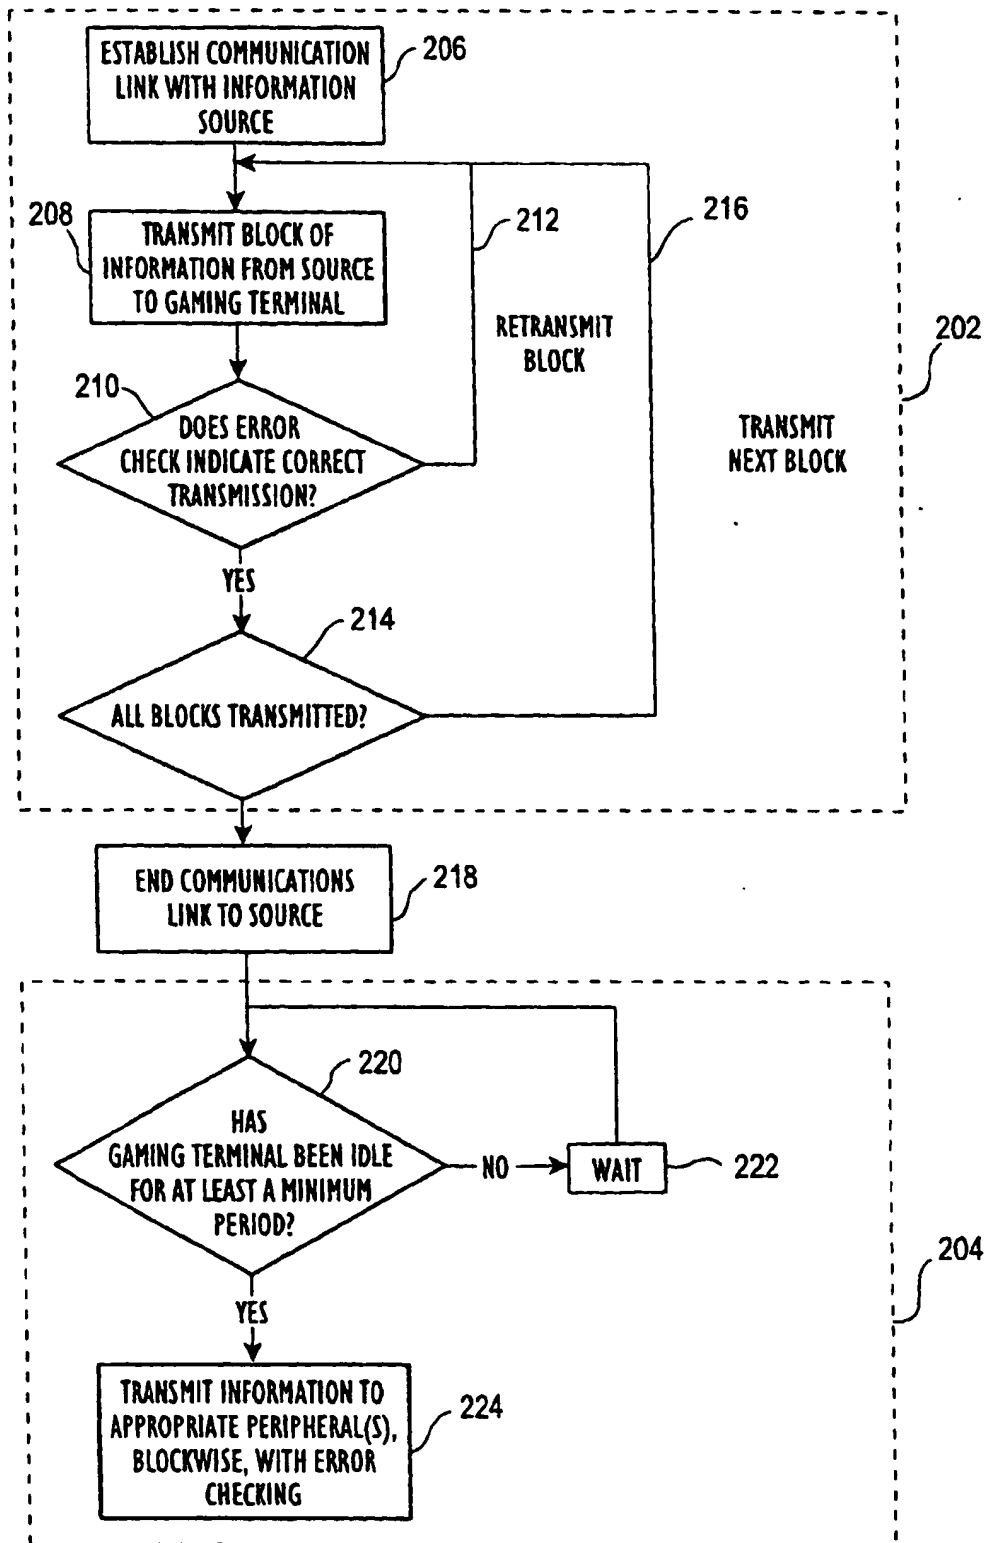 ESTABLISH COMMUNICATION
LINK WITH INFORMATION
SOURCE
206
208
TRANSMIT BLOCK OF
INFORMATION FROM SOURCE
TO GAMING TERMINAL
212
216
RETRANSMIT
BLOCK
202
210
DOES ERROR
CHECK INDICATE CORRECT
TRANSMISSION?
TRANSMIT
NEXT BLOCK
YES
214
ALL BLOCKS TRANSMITTED?
END COMMUNICATIONS
LINK TO SOURCE
218
220
HAS
GAMING TERMINAL BEEN IDLE
FOR AT LEAST A MINIMUM
PERIOD?
NO
WAIT
222
204
YES
TRANSMIT INFORMATION TO
APPROPRIATE PERIPHERAL(S),
BLOCKWISE, WITH ERROR
CHECKING
224